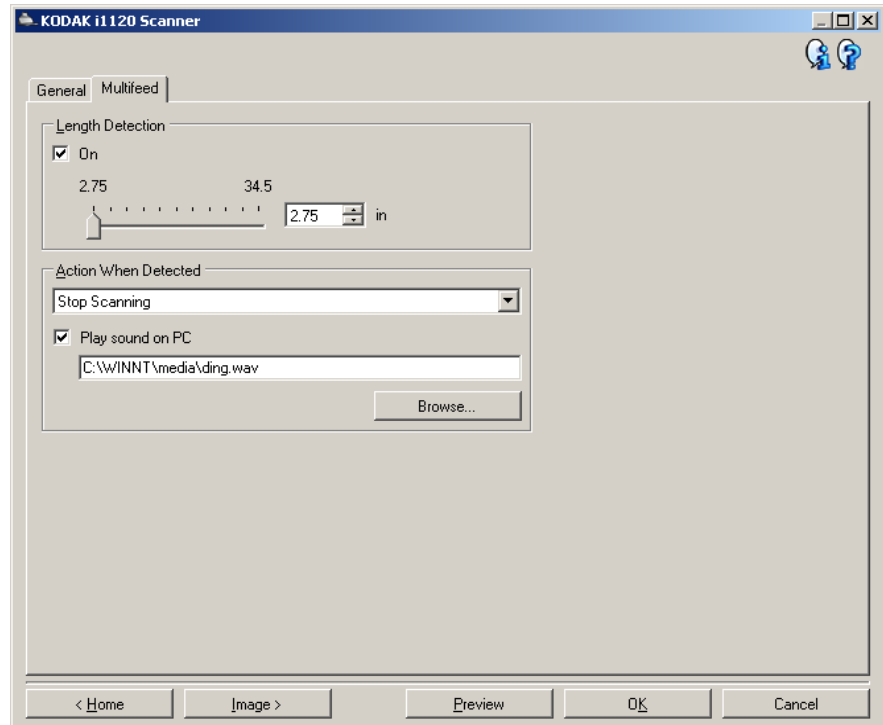 KODAK i1120 Scanner
General Multifeed
Length Detection
On
2.75 34.5
2.75 in
Action When Detected
Stop Scanning
Play sound on PC
C:\WINNT\media\ding.wav
Browse...
< Home Image > Preview OK Cancel